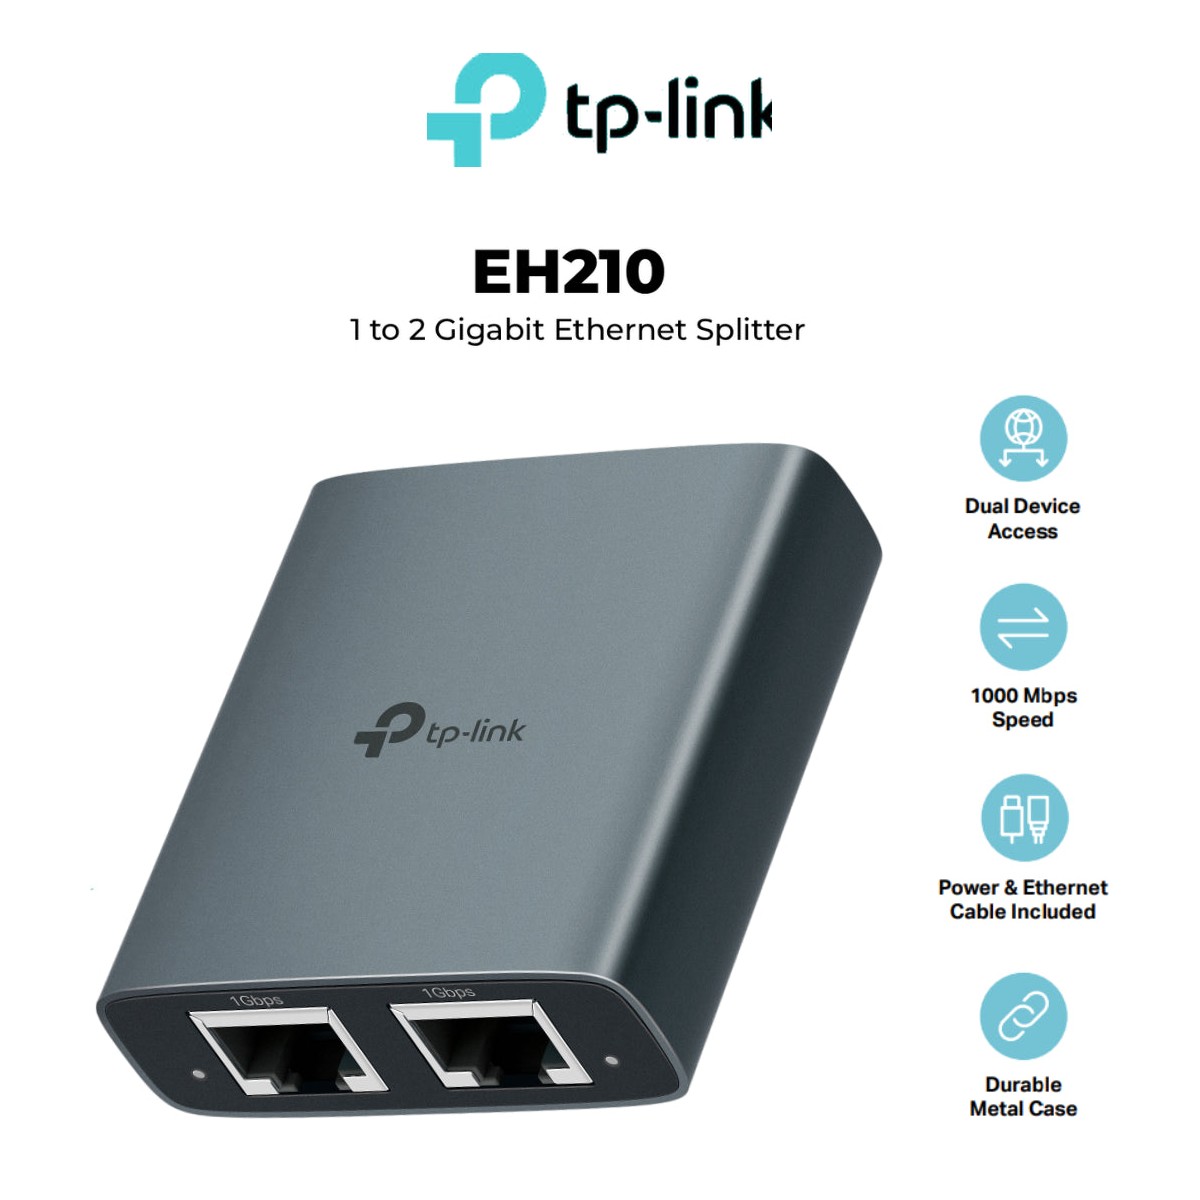 tp-link
EH210
1 to 2 Gigabit Ethernet Splitter
Dual Device
Access
1000 Mbps
Speed
Power & Ethernet
Cable Included
Durable
Metal Case
tp-link
1Gbps
1Gbps